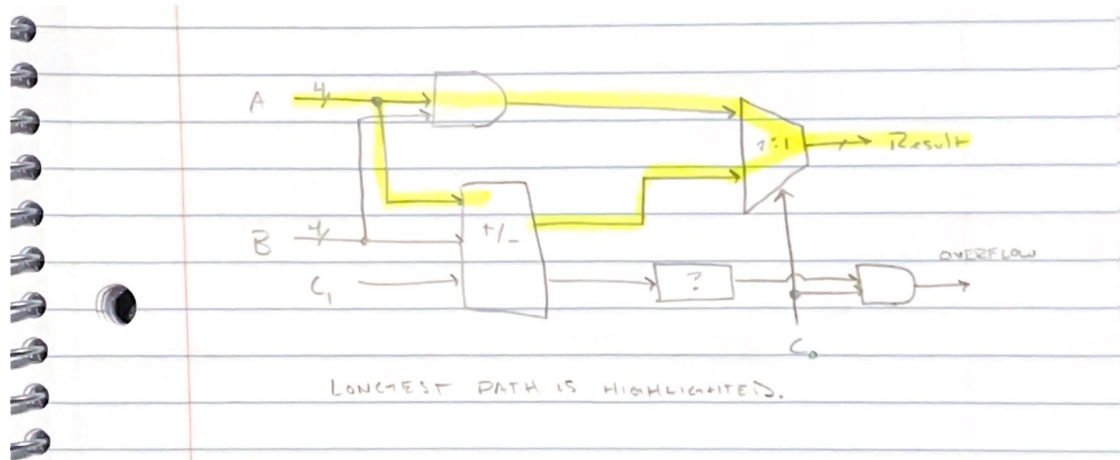 A 4
2:1 Result
B 4 +/-
C1 ? OVERFLOW
C0
LONGEST PATH IS HIGHLIGHTED.